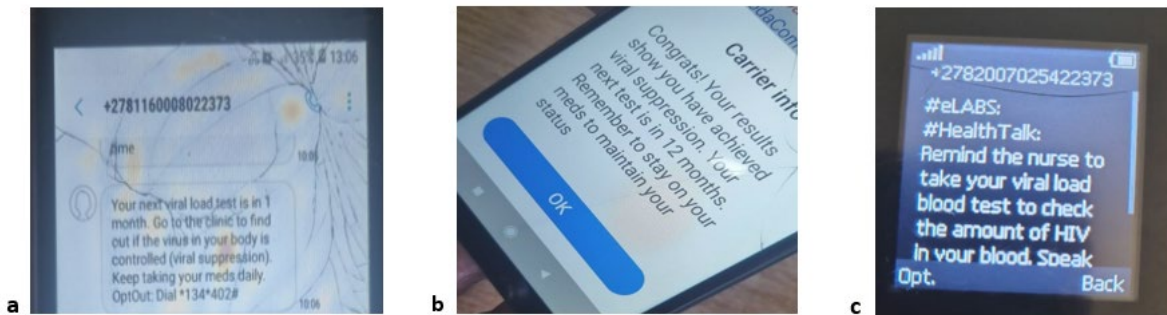 35% 13:06
+2781160008022373
time
10:06
Your next viral load test is in 1
month. Go to the clinic to find
out if the virus in your body is
controlled (viral suppression).
Keep taking your meds daily.
OptOut: Dial *134*402#
10:06
a
Carrier info
Congrats! Your results
show you have achieved
viral suppression. Your
next test is in 12 months.
Remember to stay on your
meds to maintain your
status
OK
b
+2782007025422373
#eLABS:
#HealthTalk:
Remind the nurse to
take your viral load
blood test to check
the amount of HIV
in your blood. Speak
Opt. Back
c